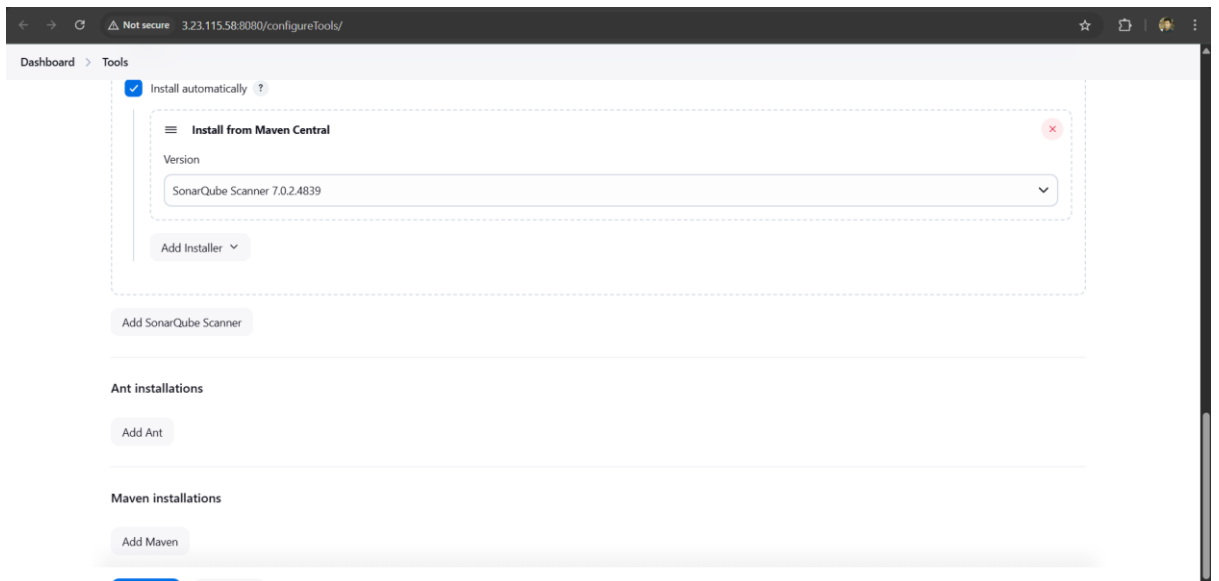 Not secure 3.23.115.58:8080/configureTools/
Dashboard > Tools
Install automatically ?
Install from Maven Central
Version
SonarQube Scanner 7.0.2.4839
Add Installer
Add SonarQube Scanner
Ant installations
Add Ant
Maven installations
Add Maven